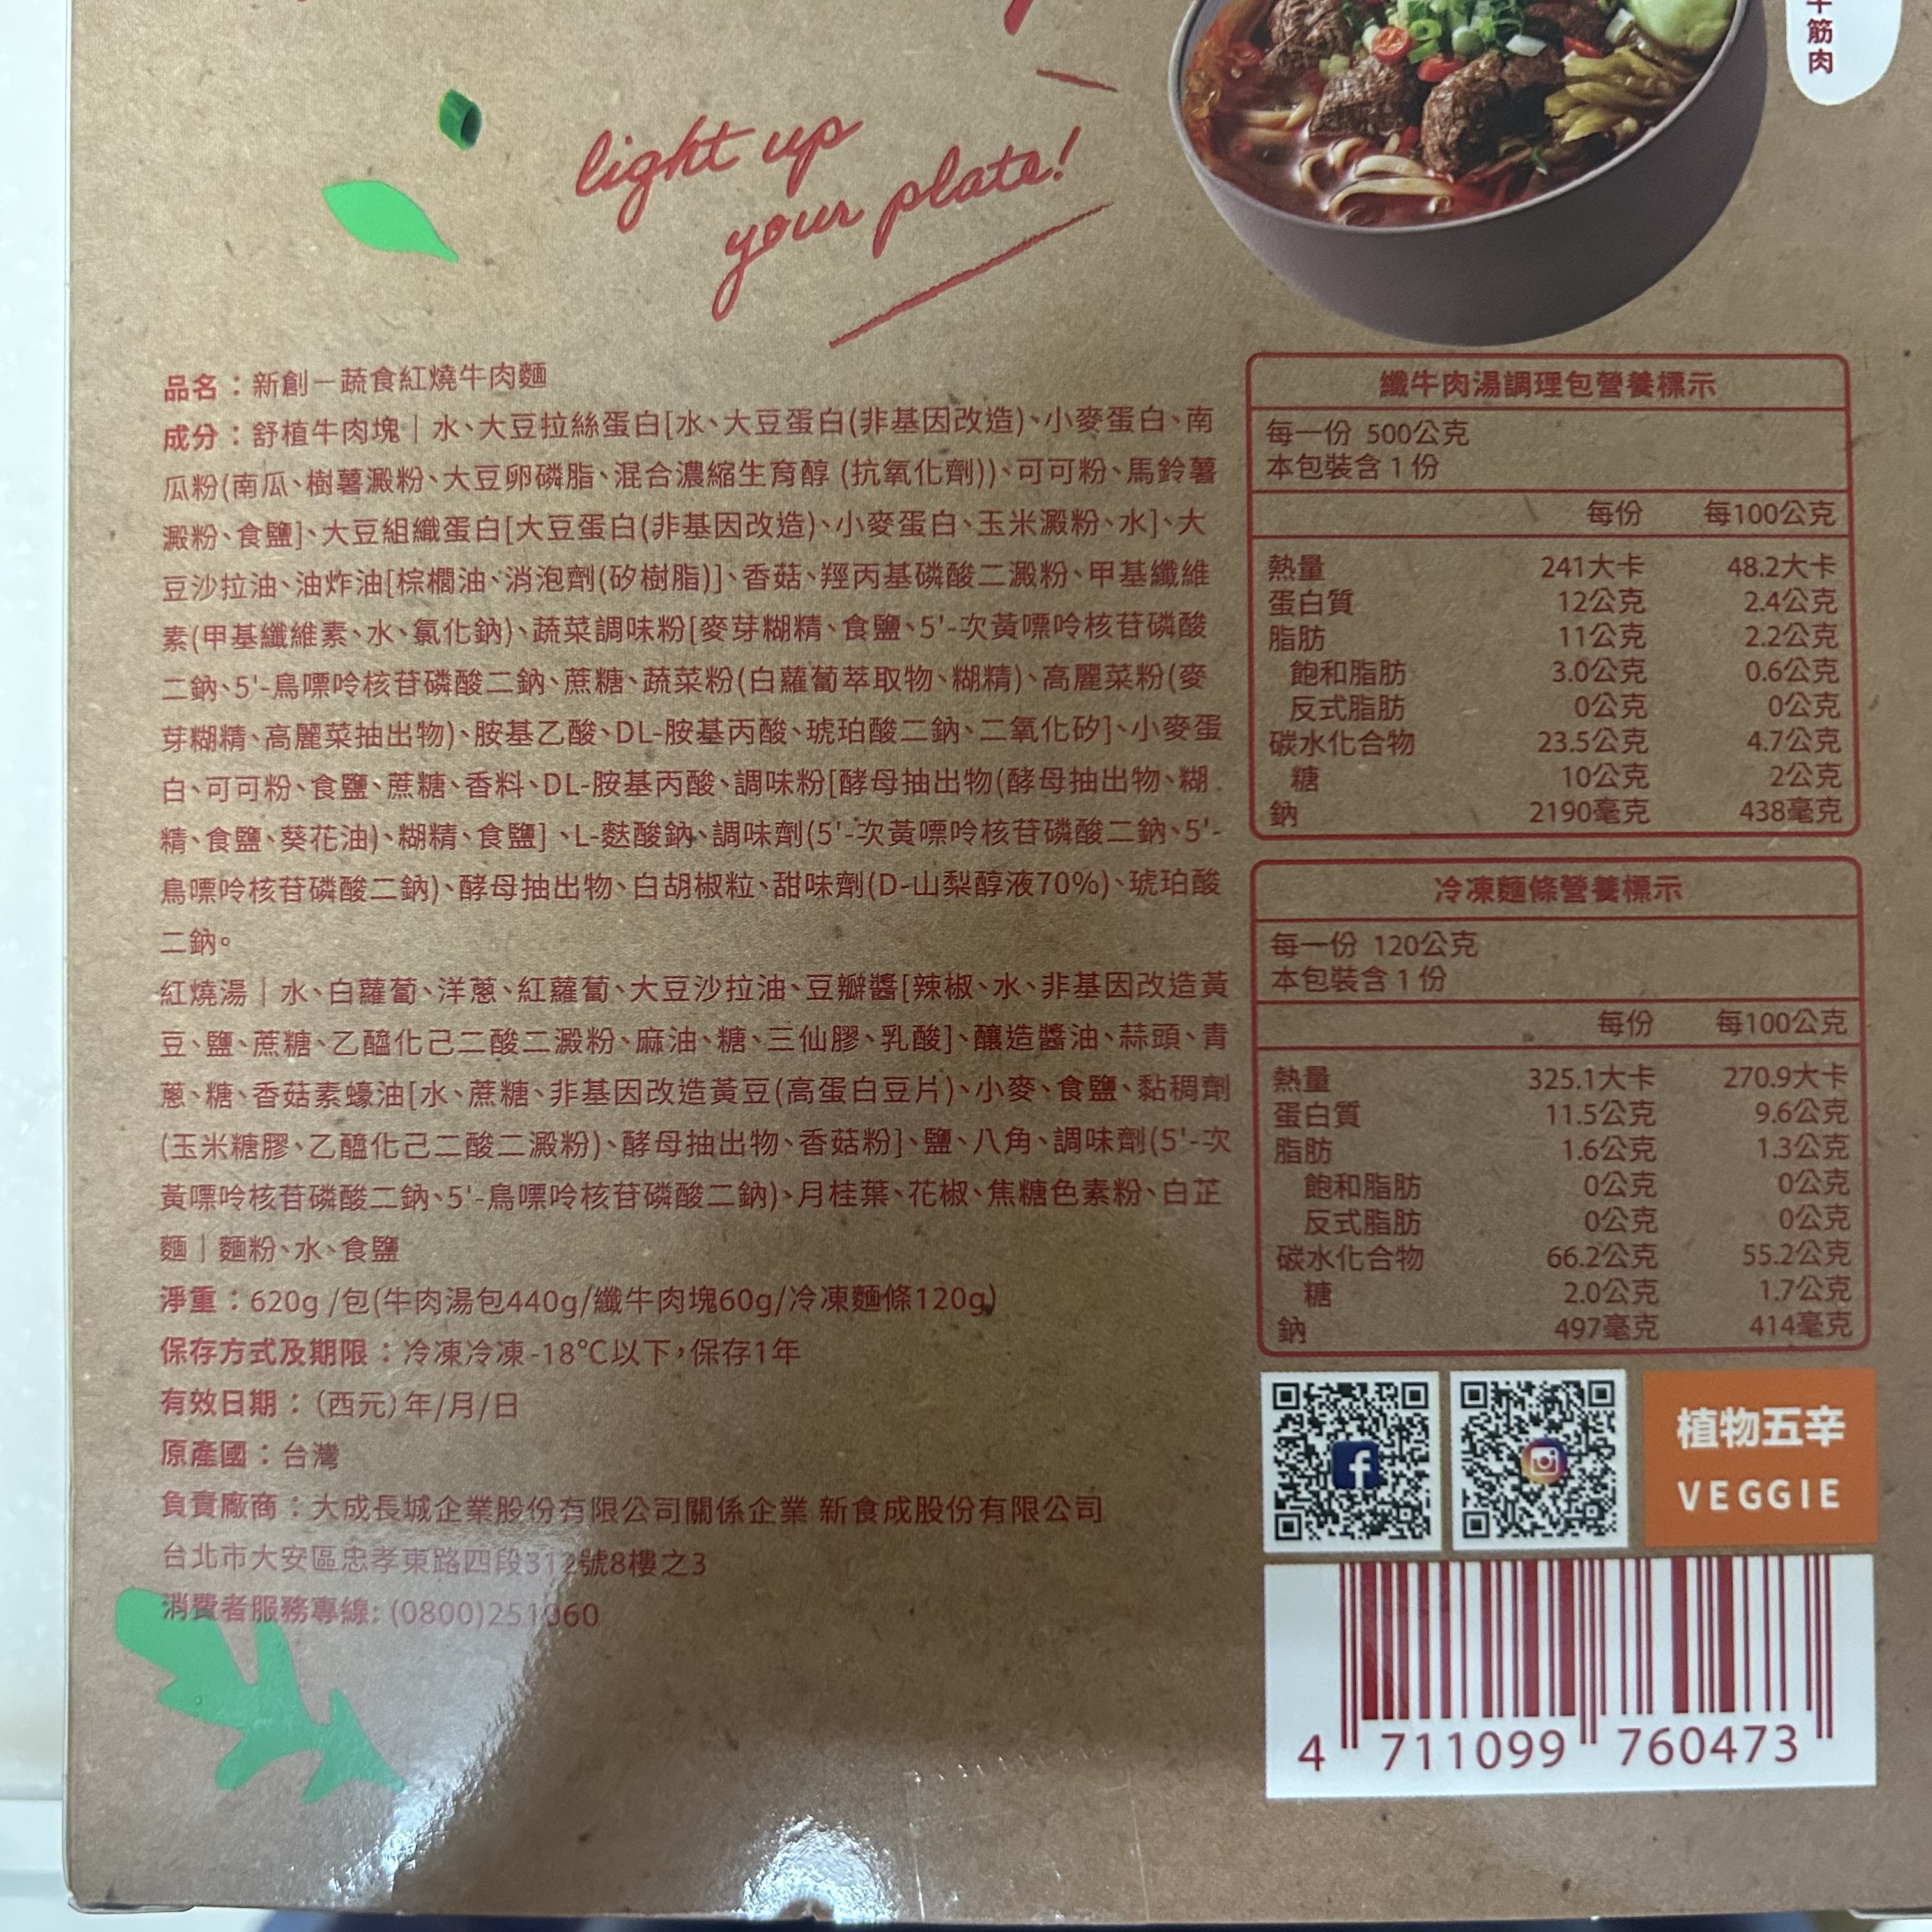 light up
your plate!
筋肉
品名：新創一蔬食紅燒牛肉麵
成分：舒植牛肉塊｜水、大豆拉絲蛋白[水、大豆蛋白(非基因改造)、小麥蛋白、南
瓜粉(南瓜、樹薯澱粉、大豆卵磷脂、混合濃縮生育醇 (抗氧化劑))、可可粉、馬鈴薯
澱粉、食鹽]、大豆組織蛋白[大豆蛋白(非基因改造)、小麥蛋白、玉米澱粉、水]、大
豆沙拉油、油炸油[棕櫚油、消泡劑(矽樹脂)]、香菇、羥丙基磷酸二澱粉、甲基纖維
素(甲基纖維素、水、氯化鈉)、蔬菜調味粉[麥芽糊精、食鹽、5'-次黃嘌呤核苷磷酸
二鈉、5'-鳥嘌呤核苷磷酸二鈉、蔗糖、蔬菜粉(白蘿蔔萃取物、糊精)、高麗菜粉(麥
芽糊精、高麗菜抽出物)、胺基乙酸、DL-胺基丙酸、琥珀酸二鈉、二氧化矽]、小麥蛋
白、可可粉、食鹽、蔗糖、香料、DL-胺基丙酸、調味粉[酵母抽出物(酵母抽出物、糊
精、食鹽、葵花油)、糊精、食鹽] 、L-麩酸鈉、調味劑(5'-次黃嘌呤核苷磷酸二鈉、5'-
鳥嘌呤核苷磷酸二鈉)、酵母抽出物、白胡椒粒、甜味劑(D-山梨醇液70%)、琥珀酸
二鈉。
紅燒湯｜水、白蘿蔔、洋蔥、紅蘿蔔、大豆沙拉油、豆瓣醬[辣椒、水、非基因改造黃
豆、鹽、蔗糖、乙醯化己二酸二澱粉、麻油、糖、三仙膠、乳酸]、釀造醬油、蒜頭、青
蔥、糖、香菇素蠔油[水、蔗糖、非基因改造黃豆(高蛋白豆片)、小麥、食鹽、黏稠劑
(玉米糖膠、乙醯化己二酸二澱粉)、酵母抽出物、香菇粉]、鹽、八角、調味劑(5'-次
黃嘌呤核苷磷酸二鈉、5'-鳥嘌呤核苷磷酸二鈉)、月桂葉、花椒、焦糖色素粉、白芷
麵｜麵粉、水、食鹽
淨重：620g /包(牛肉湯包440g/纖牛肉塊60g/冷凍麵條120g)
保存方式及期限：冷凍冷凍-18°C以下，保存1年
有效日期：（西元）年/月/日
原產國：台灣
負責廠商：大成長城企業股份有限公司關係企業 新食成股份有限公司
台北市大安區忠孝東路四段312號8樓之3
消費者服務專線: (0800)251060
纖牛肉湯調理包營養標示
每一份 500公克
本包裝含 1 份
每份 每100公克
熱量 241大卡 48.2大卡
蛋白質 12公克 2.4公克
脂肪 11公克 2.2公克
飽和脂肪 3.0公克 0.6公克
反式脂肪 0公克 0公克
碳水化合物 23.5公克 4.7公克
糖 10公克 2公克
鈉 2190毫克 438毫克
冷凍麵條營養標示
每一份 120公克
本包裝含 1 份
每份 每100公克
熱量 325.1大卡 270.9大卡
蛋白質 11.5公克 9.6公克
脂肪 1.6公克 1.3公克
飽和脂肪 0公克 0公克
反式脂肪 0公克 0公克
碳水化合物 66.2公克 55.2公克
糖 2.0公克 1.7公克
鈉 497毫克 414毫克
植物五辛
VEGGIE
4 711099 760473